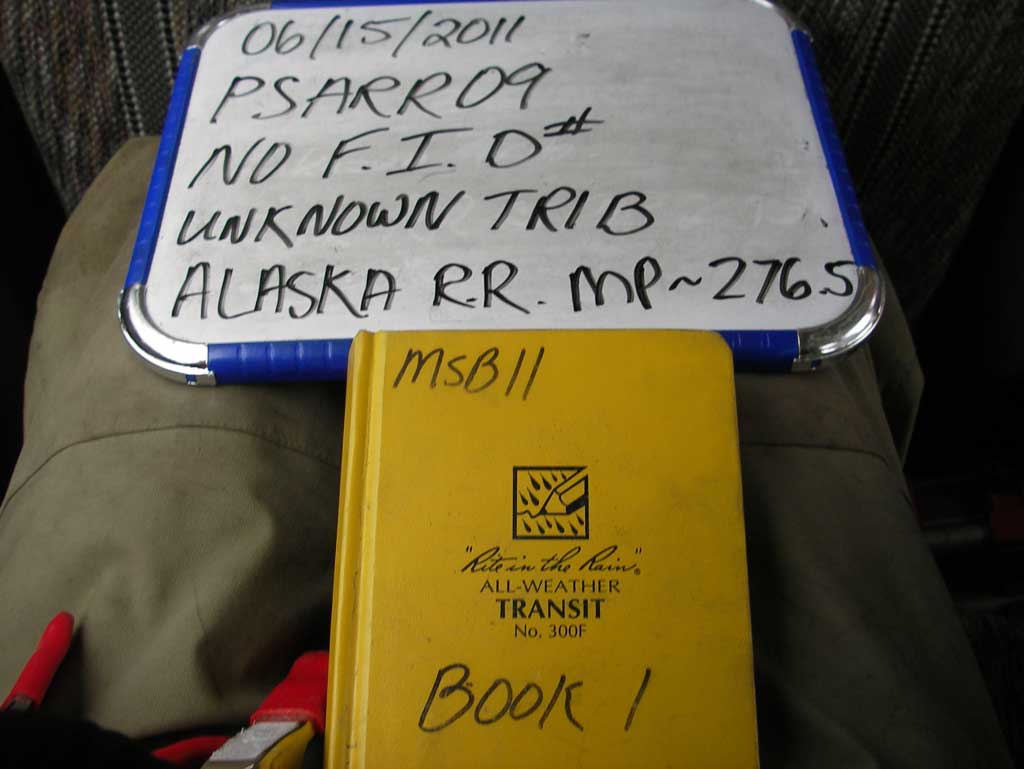 06/15/2011
PSARR09
NO F.I.D#
UNKNOWN TRIB
ALASKA R.R. MP~276.5
MSB11
"Rite in the Rain"®
ALL-WEATHER
TRANSIT
No. 300F
BOOK 1